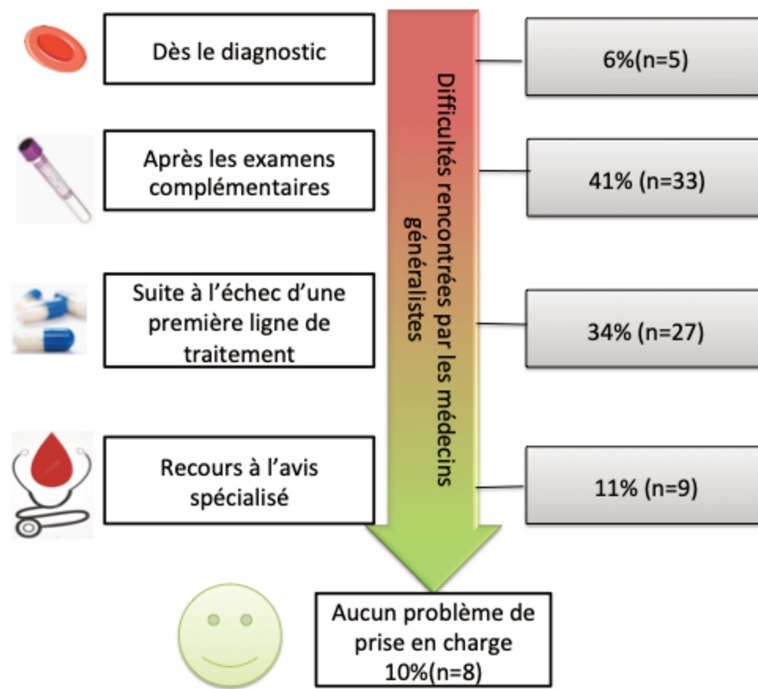 Dès le diagnostic
6%(n=5)
Après les examens
complémentaires
41% (n=33)
Suite à l’échec d’une
première ligne de
traitement
34% (n=27)
Recours à l’avis
spécialisé
11% (n=9)
Difficultés rencontrées par les médecins
généralistes
Aucun problème de
prise en charge
10%(n=8)